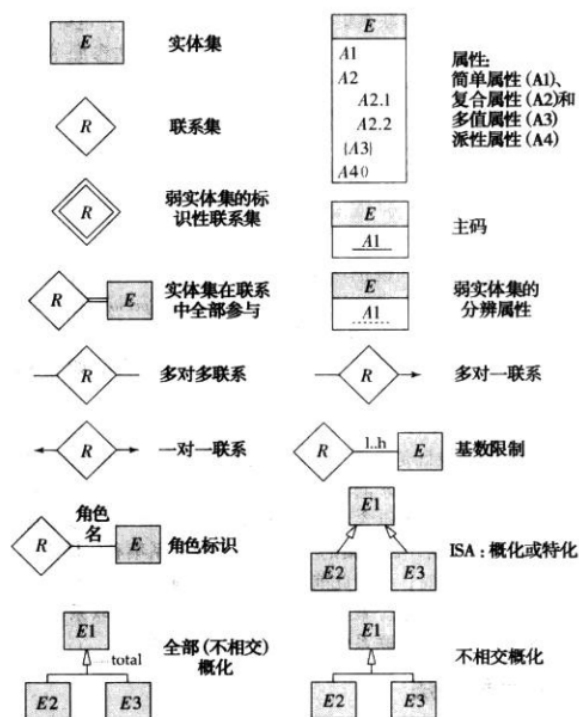 E
实体集
R
联系集
R
弱实体集的标
识性联系集
R
E
实体集在联系
中全部参与
R
多对多联系
R
一对一联系
R
角色
名
E
角色标识
E1
total
E2
E3
全部(不相交)
概化
E
A1
A2
A2.1
A2.2
{A3}
A4()
属性:
简单属性(A1)、
复合属性(A2)和
多值属性(A3)
派性属性(A4)
E
A1
主码
E
A1
弱实体集的
分辨属性
R
多对一联系
R
l..h
E
基数限制
E1
E2
E3
ISA:概化或特化
E1
E2
E3
不相交概化